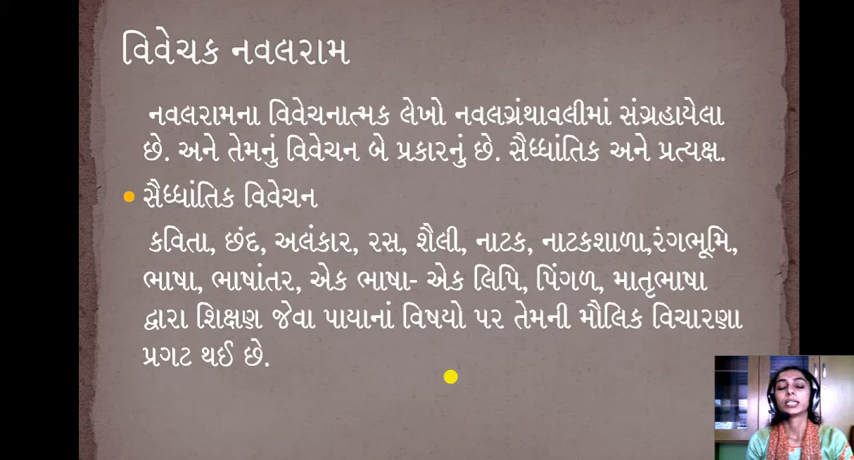 વિવેચક નવલરામ
નવલરામના વિવેચનાત્મક લેખો નવલગ્રંથાવલીમાં સંગ્રહાયેલા
છે. અને તેમનું વિવેચન બે પ્રકારનું છે. સૈધ્ધાંતિક અને પ્રત્યક્ષ.
સૈધ્ધાંતિક વિવેચન
કવિતા, છંદ, અલંકાર, રસ, શૈલી, નાટક, નાટકશાળા,રંગભૂમિ,
ભાષા, ભાષાંતર, એક ભાષા- એક લિપિ, પિંગળ, માતૃભાષા
દ્વારા શિક્ષણ જેવા પાયાનાં વિષયો પર તેમની મૌલિક વિચારણા
પ્રગટ થઈ છે.